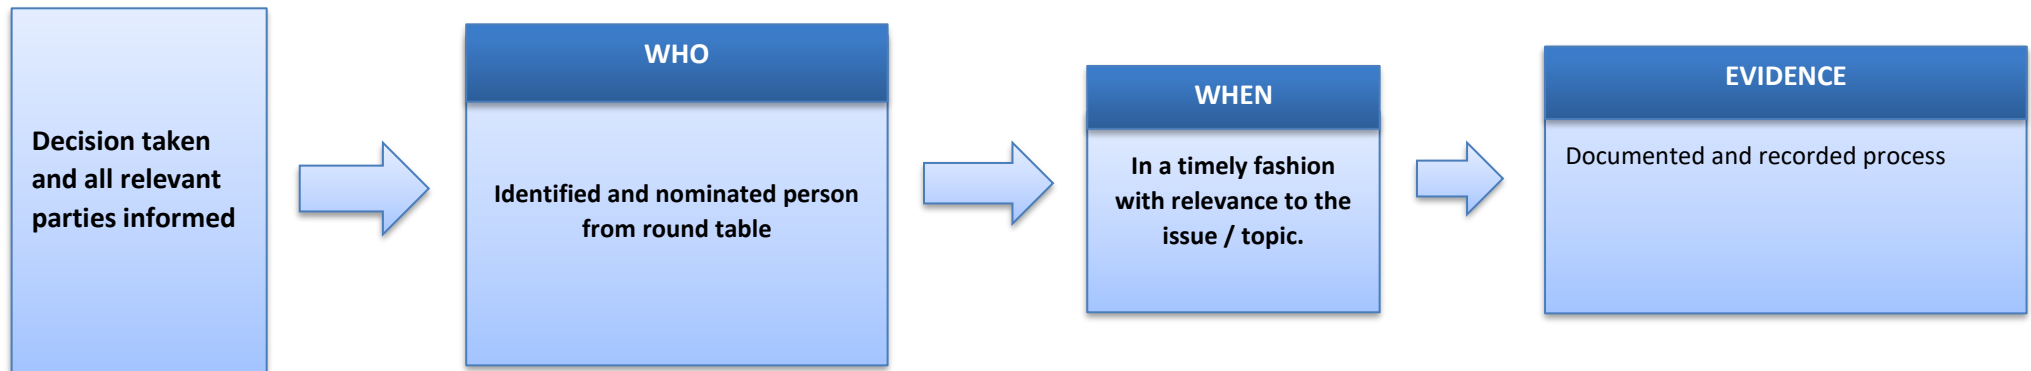 Decision taken
and all relevant
parties informed
WHO
Identified and nominated person
from round table
WHEN
In a timely fashion
with relevance to the
issue / topic.
EVIDENCE
Documented and recorded process